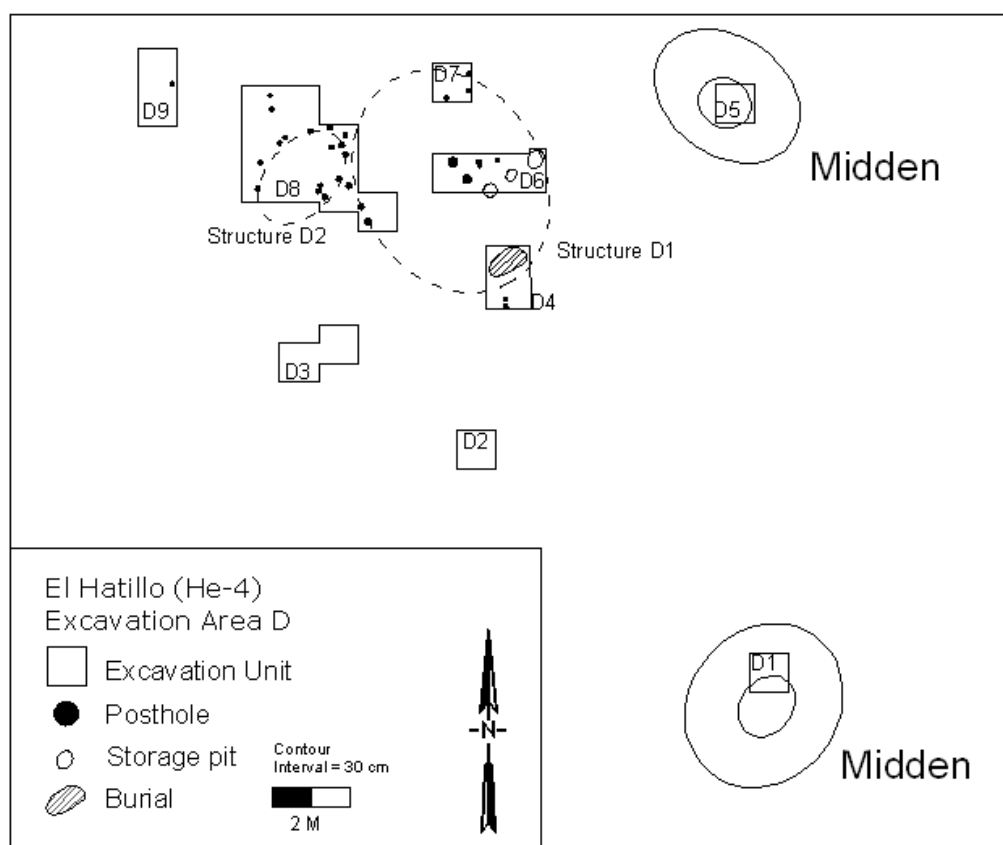 D7
D9
D5
Midden
D6
D8
Structure D2
Structure D1
D4
D3
D2
El Hatillo (He-4)
Excavation Area D
Excavation Unit
Posthole
Storage pit
Burial
Contour
Interval = 30 cm
2 M
N
D1
Midden